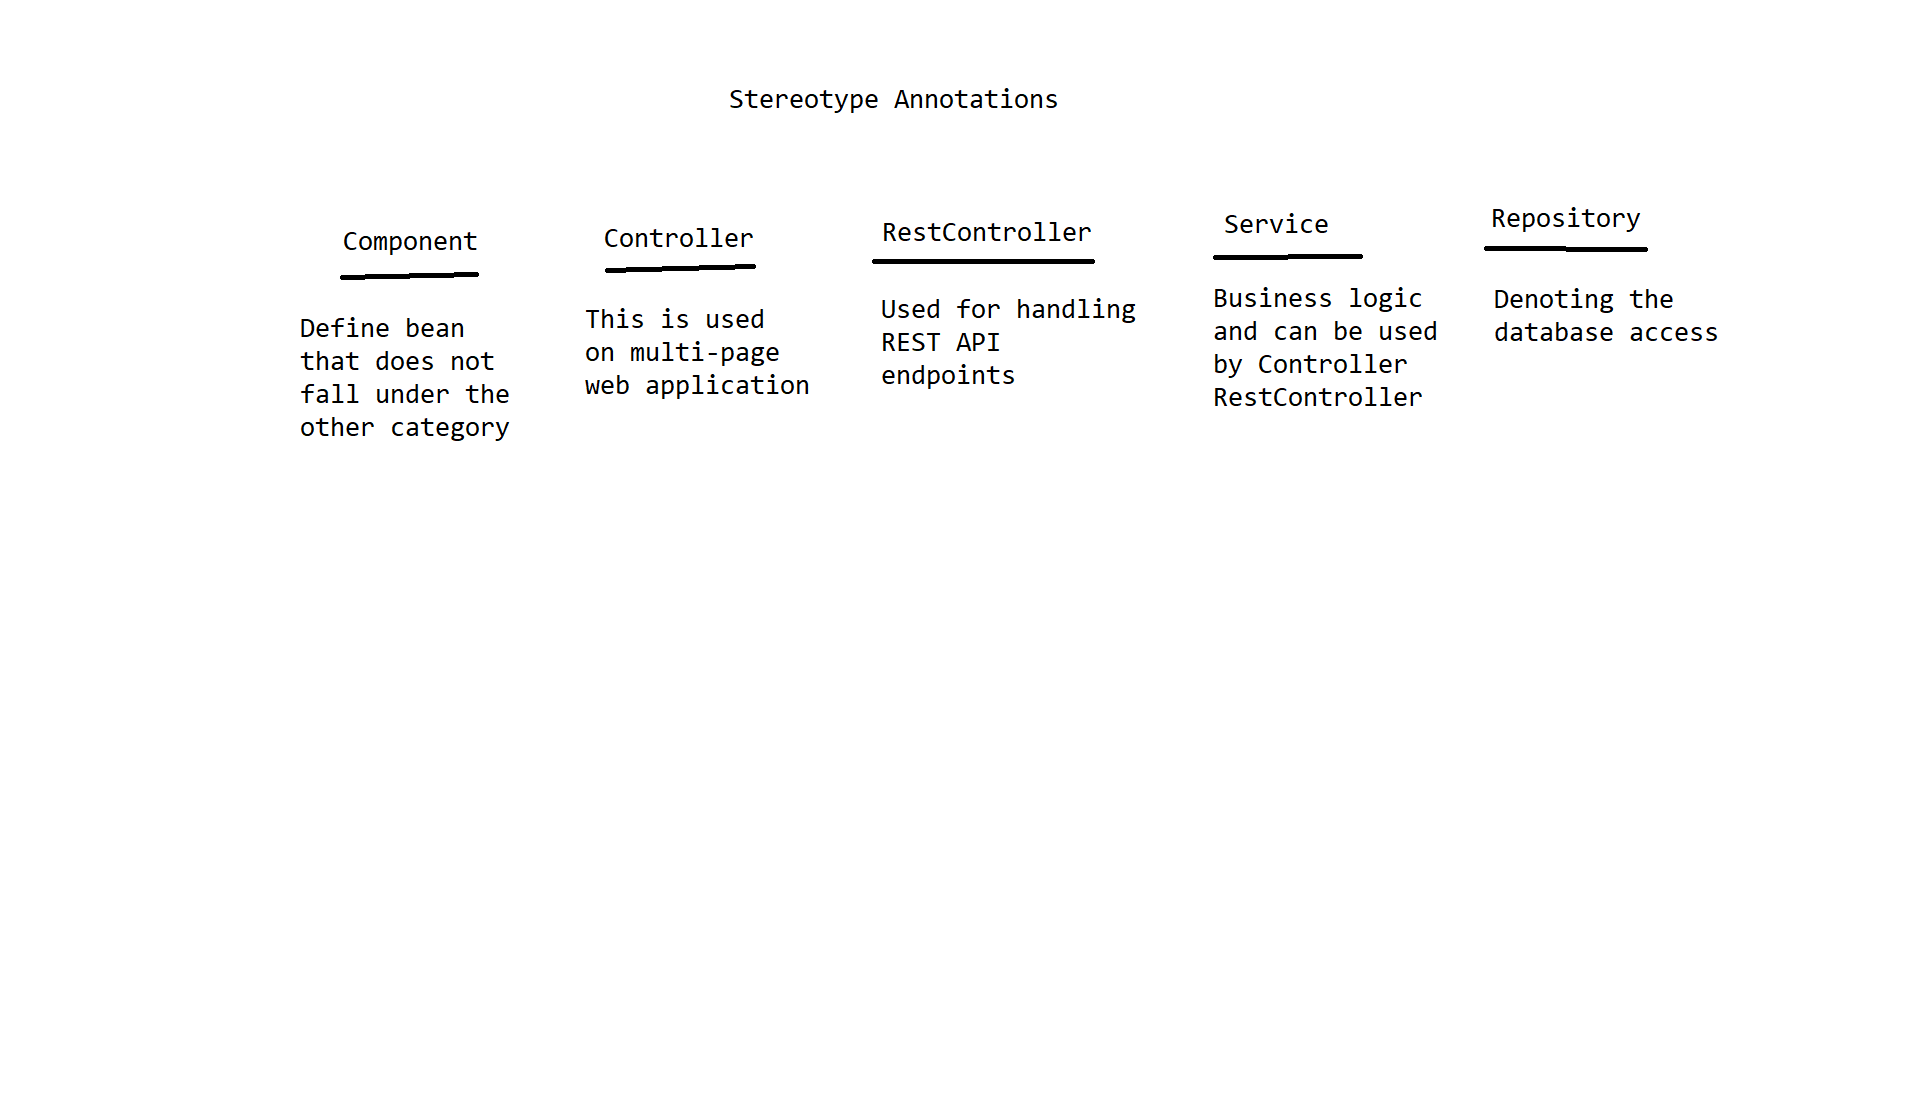 Stereotype Annotations
Component
Define bean
that does not
fall under the
other category
Controller
This is used
on multi-page
web application
RestController
Used for handling
REST API
endpoints
Service
Business logic
and can be used
by Controller
RestController
Repository
Denoting the
database access